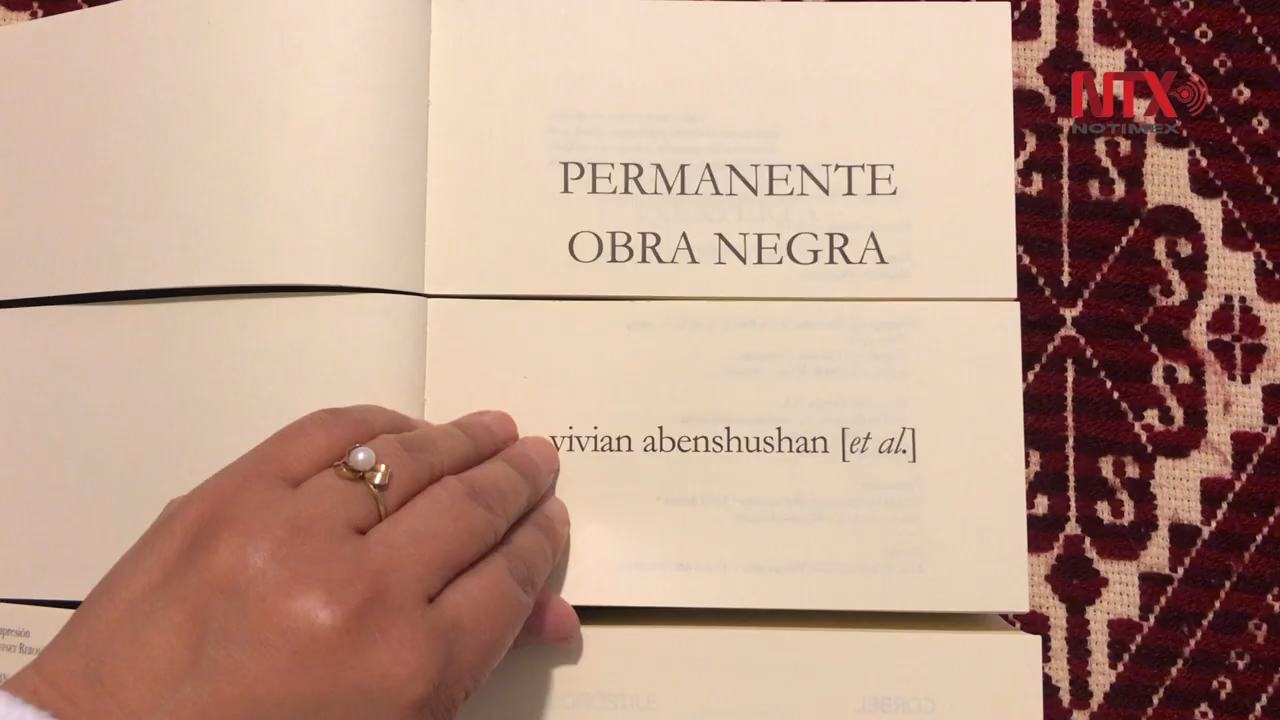 NTX
NOTIMEX
PERMANENTE
OBRA NEGRA
vivian abenshushan [et al.]